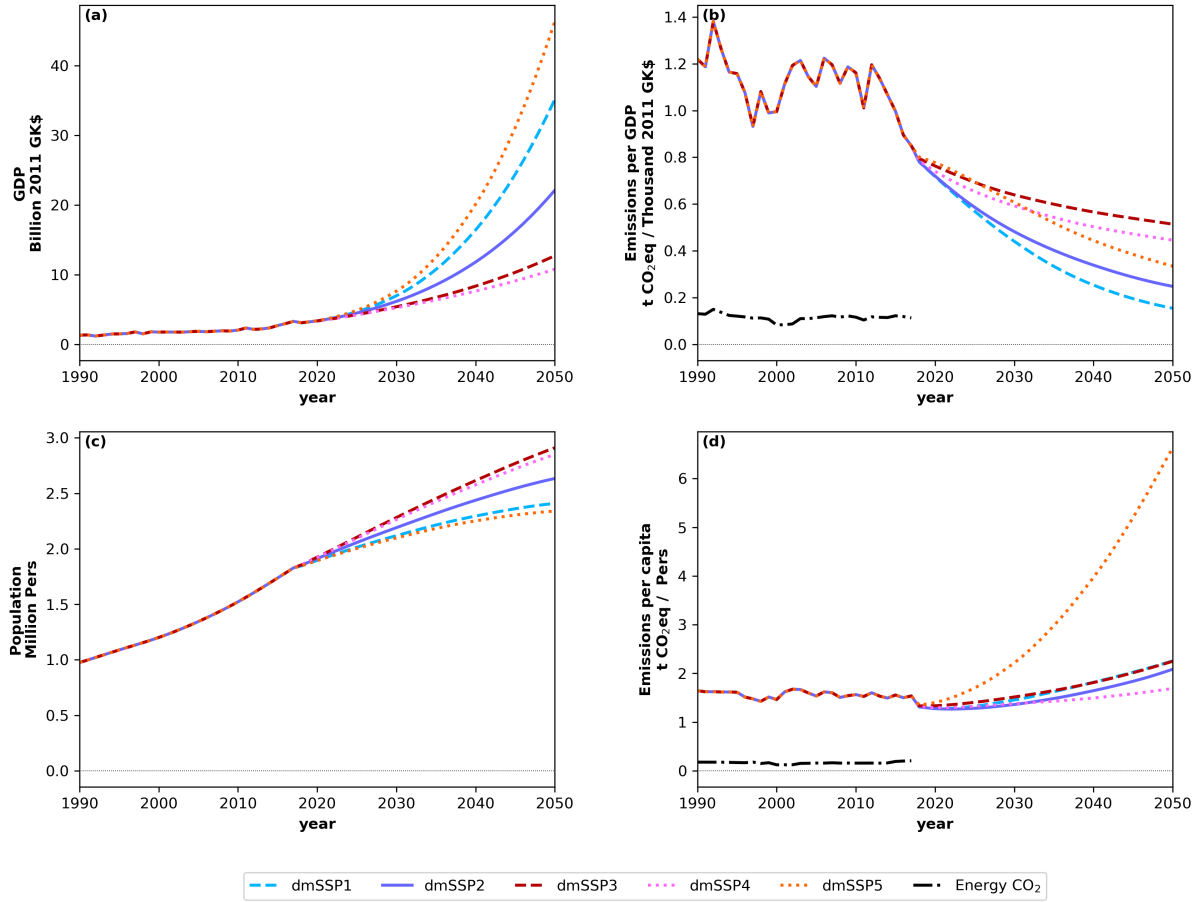 (a)
GDP
Billion 2011 GK$
40
30
20
10
0
1990 2000 2010 2020 2030 2040 2050
year
(b)
Emissions per GDP
t CO₂eq / Thousand 2011 GK$
1.4
1.2
1.0
0.8
0.6
0.4
0.2
0.0
1990 2000 2010 2020 2030 2040 2050
year
(c)
Population
Million Pers
3.0
2.5
2.0
1.5
1.0
0.5
0.0
1990 2000 2010 2020 2030 2040 2050
year
(d)
Emissions per capita
t CO₂eq / Pers
6
5
4
3
2
1
0
1990 2000 2010 2020 2030 2040 2050
year
dmSSP1 dmSSP2 dmSSP3 dmSSP4 dmSSP5 Energy CO₂